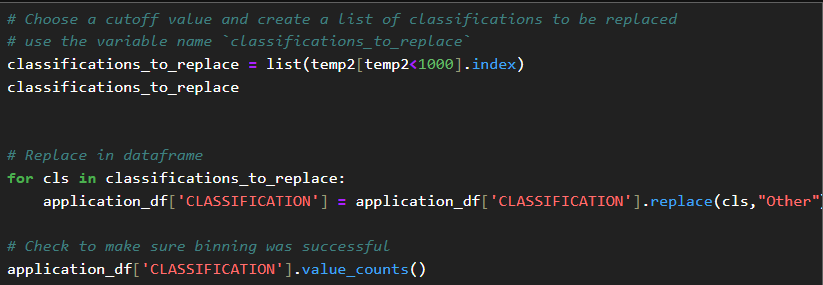 # Choose a cutoff value and create a list of classifications to be replaced
# use the variable name `classifications_to_replace`
classifications_to_replace = list(temp2[temp2<1000].index)
classifications_to_replace
# Replace in dataframe
for cls in classifications_to_replace:
    application_df['CLASSIFICATION'] = application_df['CLASSIFICATION'].replace(cls,"Other")
# Check to make sure binning was successful
application_df['CLASSIFICATION'].value_counts()